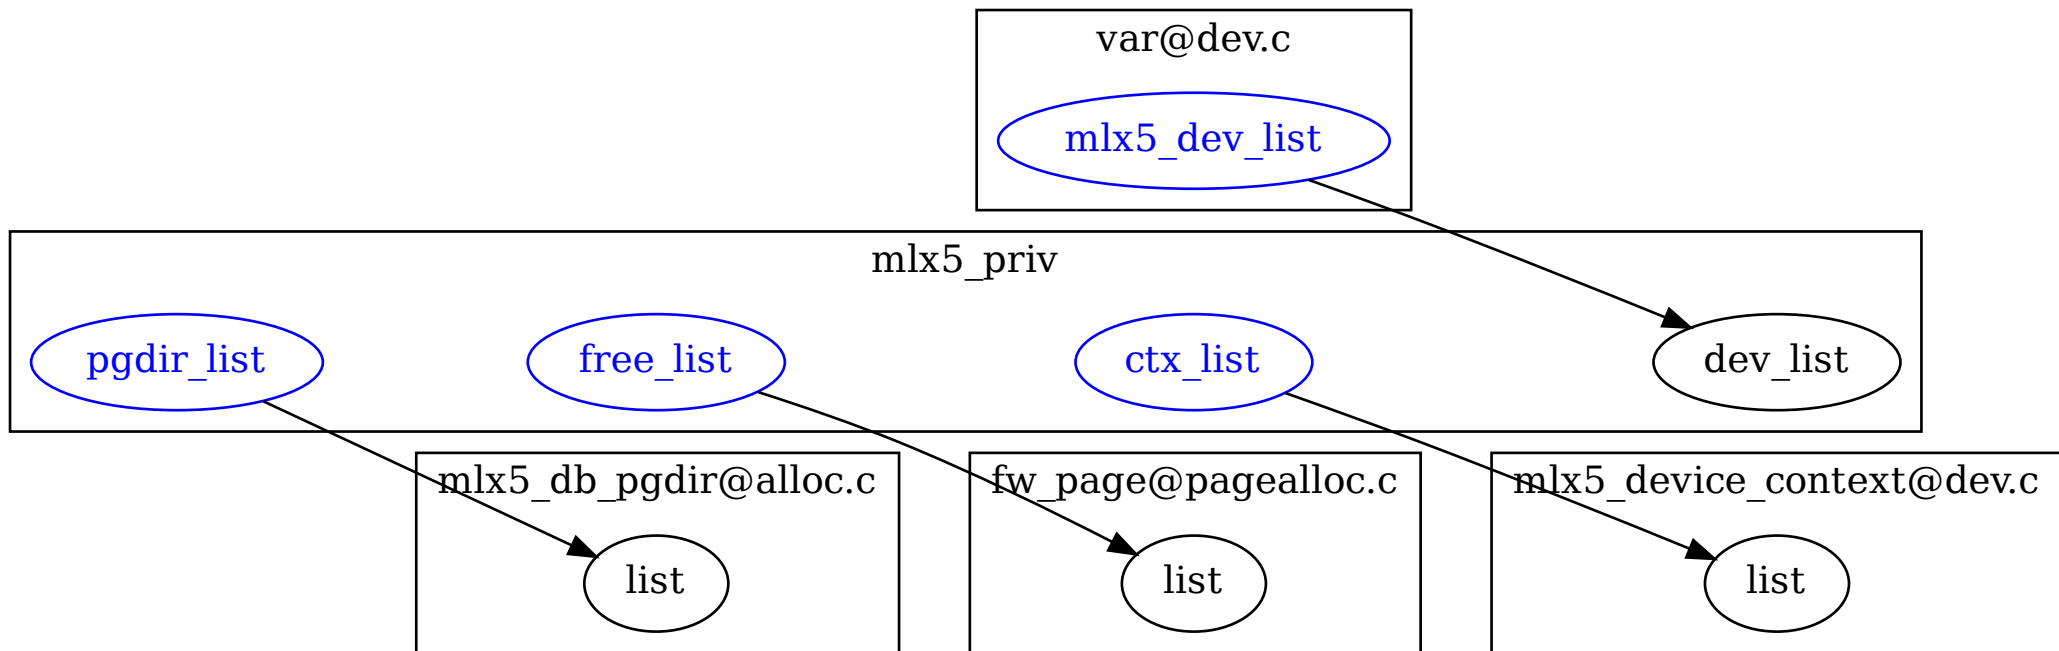 var@dev.c
mlx5_dev_list
mlx5_priv
pgdir_list
free_list
ctx_list
dev_list
mlx5_db_pgdir@alloc.c
fw_page@pagealloc.c
mlx5_device_context@dev.c
list
list
list